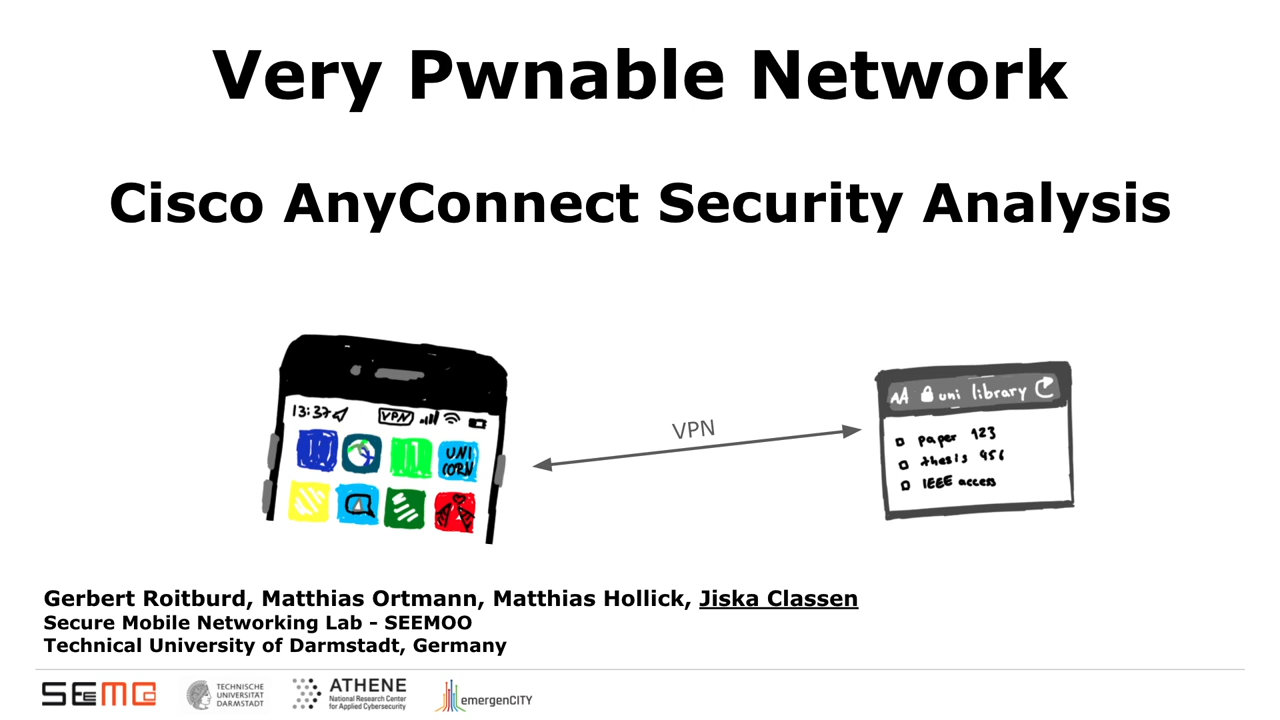 Very Pwnable Network
Cisco AnyConnect Security Analysis
13:37
VPN
UNI
CORN
VPN
AA uni library
paper 123
thesis 456
IEEE access
Gerbert Roitburd, Matthias Ortmann, Matthias Hollick, Jiska Classen
Secure Mobile Networking Lab - SEEMOO
Technical University of Darmstadt, Germany
SEMO
TECHNISCHE
UNIVERSITÄT
DARMSTADT
ATHENE
National Research Center
for Applied Cybersecurity
emergenCITY